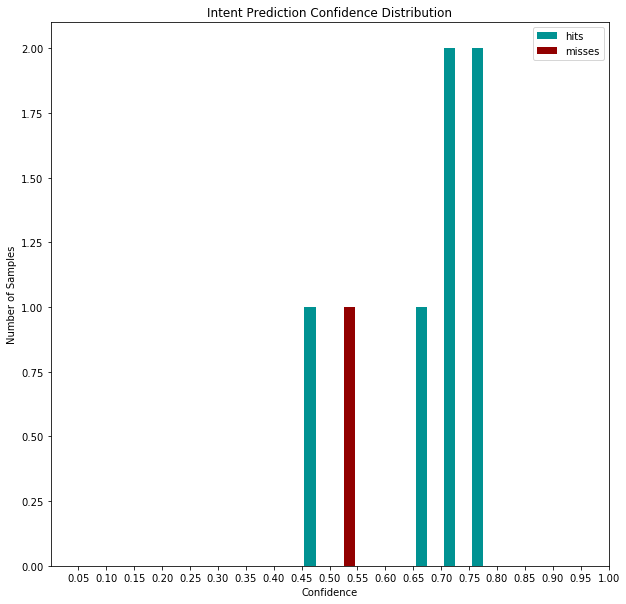 Intent Prediction Confidence Distribution
hits
misses
2.00
1.75
1.50
1.25
1.00
0.75
0.50
0.25
0.00
Number of Samples
0.05 0.10 0.15 0.20 0.25 0.30 0.35 0.40 0.45 0.50 0.55 0.60 0.65 0.70 0.75 0.80 0.85 0.90 0.95 1.00
Confidence